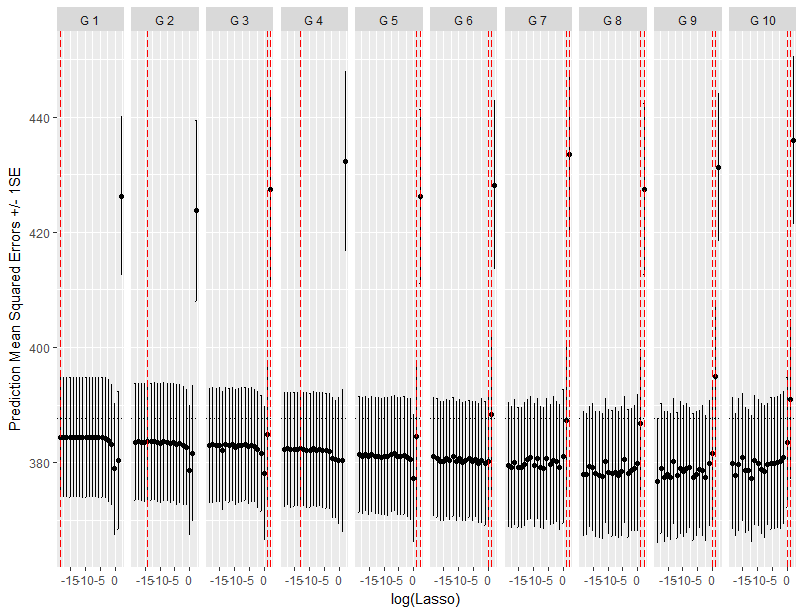 G 1 G 2 G 3 G 4 G 5 G 6 G 7 G 8 G 9 G 10
Prediction Mean Squared Errors +/- 1SE
440
420
400
380
-15-10-5 0 -15-10-5 0 -15-10-5 0 -15-10-5 0 -15-10-5 0 -15-10-5 0 -15-10-5 0 -15-10-5 0 -15-10-5 0 -15-10-5 0
log(Lasso)